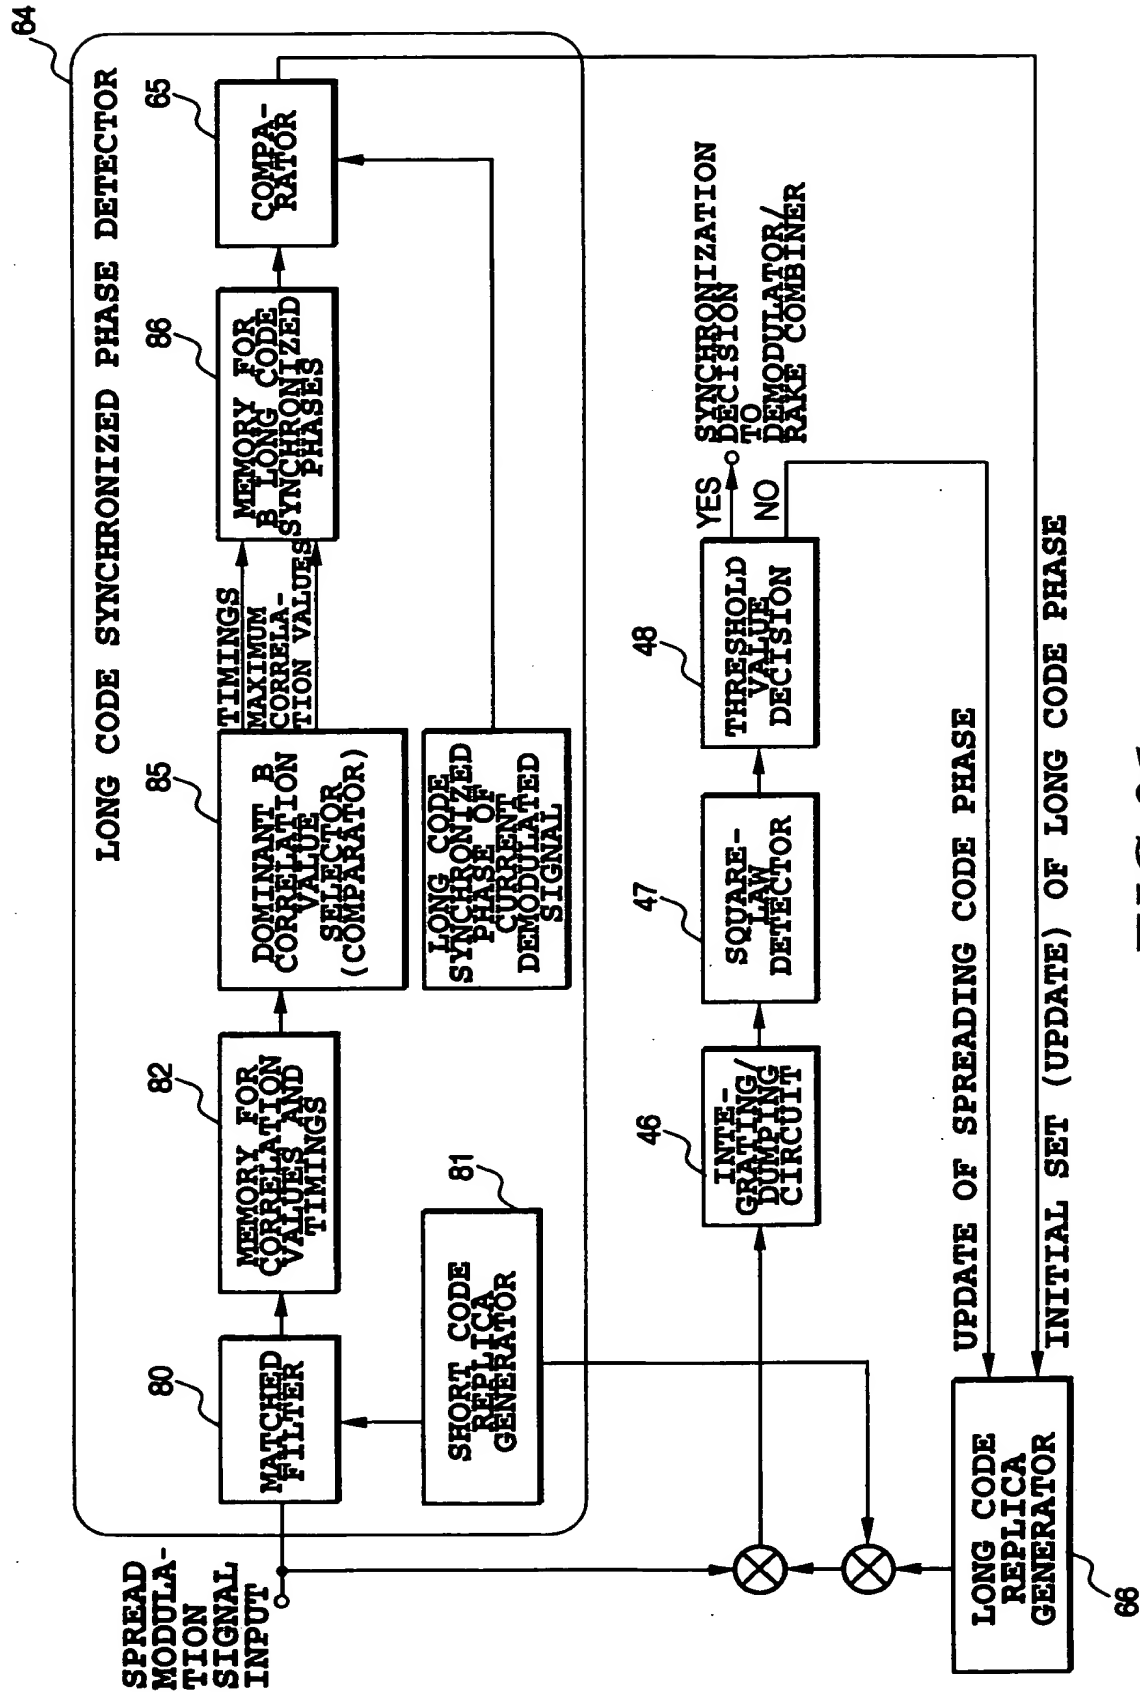 64
LONG CODE SYNCHRONIZED PHASE DETECTOR
SPREAD
MODULA-
TION
SIGNAL
INPUT
80
MATCHED
FILTER
82
MEMORY FOR
CORRELATION
VALUES AND
TIMINGS
85
DOMINANT B
CORRELATION
VALUE
SELECTOR
(COMPARATOR)
TIMINGS
MAXIMUM
CORRELA-
TION VALUES
86
MEMORY FOR
B LONG CODE
SYNCHRONIZED
PHASES
65
COMPA-
RATOR
81
SHORT CODE
REPLICA
GENERATOR
LONG CODE
SYNCHRONIZED
PHASE OF
CURRENT
DEMODULATED
SIGNAL
46
INTE-
GRATING/
DUMPING
CIRCUIT
47
SQUARE-
LAW
DETECTOR
48
THRESHOLD
VALUE
DECISION
YES
NO
SYNCHRONIZATION
DECISION
TO
DEMODULATOR/
RAKE COMBINER
UPDATE OF SPREADING CODE PHASE
INITIAL SET (UPDATE) OF LONG CODE PHASE
LONG CODE
REPLICA
GENERATOR
66